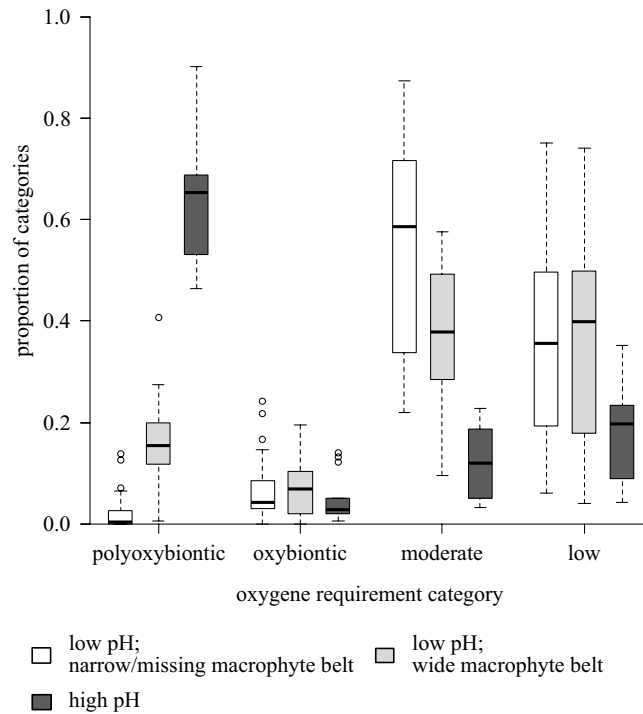 1.0
0.8
0.6
0.4
0.2
0.0
proportion of categories
polyoxybiontic oxybiontic moderate low
oxygene requirement category
low pH;
narrow/missing macrophyte belt
low pH;
wide macrophyte belt
high pH